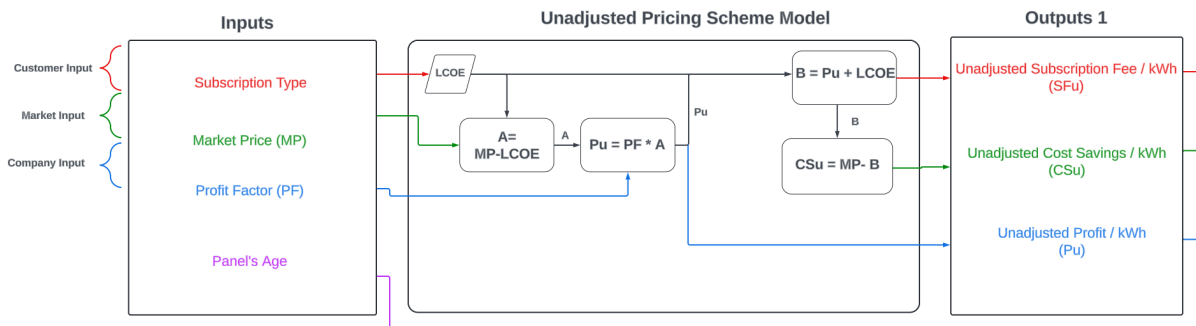 Inputs
Unadjusted Pricing Scheme Model
Outputs 1
Customer Input
Market Input
Company Input
Subscription Type
Market Price (MP)
Profit Factor (PF)
Panel's Age
LCOE
A=
MP-LCOE
A
Pu = PF * A
Pu
B = Pu + LCOE
B
CSu = MP- B
Unadjusted Subscription Fee / kWh
(SFu)
Unadjusted Cost Savings / kWh
(CSu)
Unadjusted Profit / kWh
(Pu)